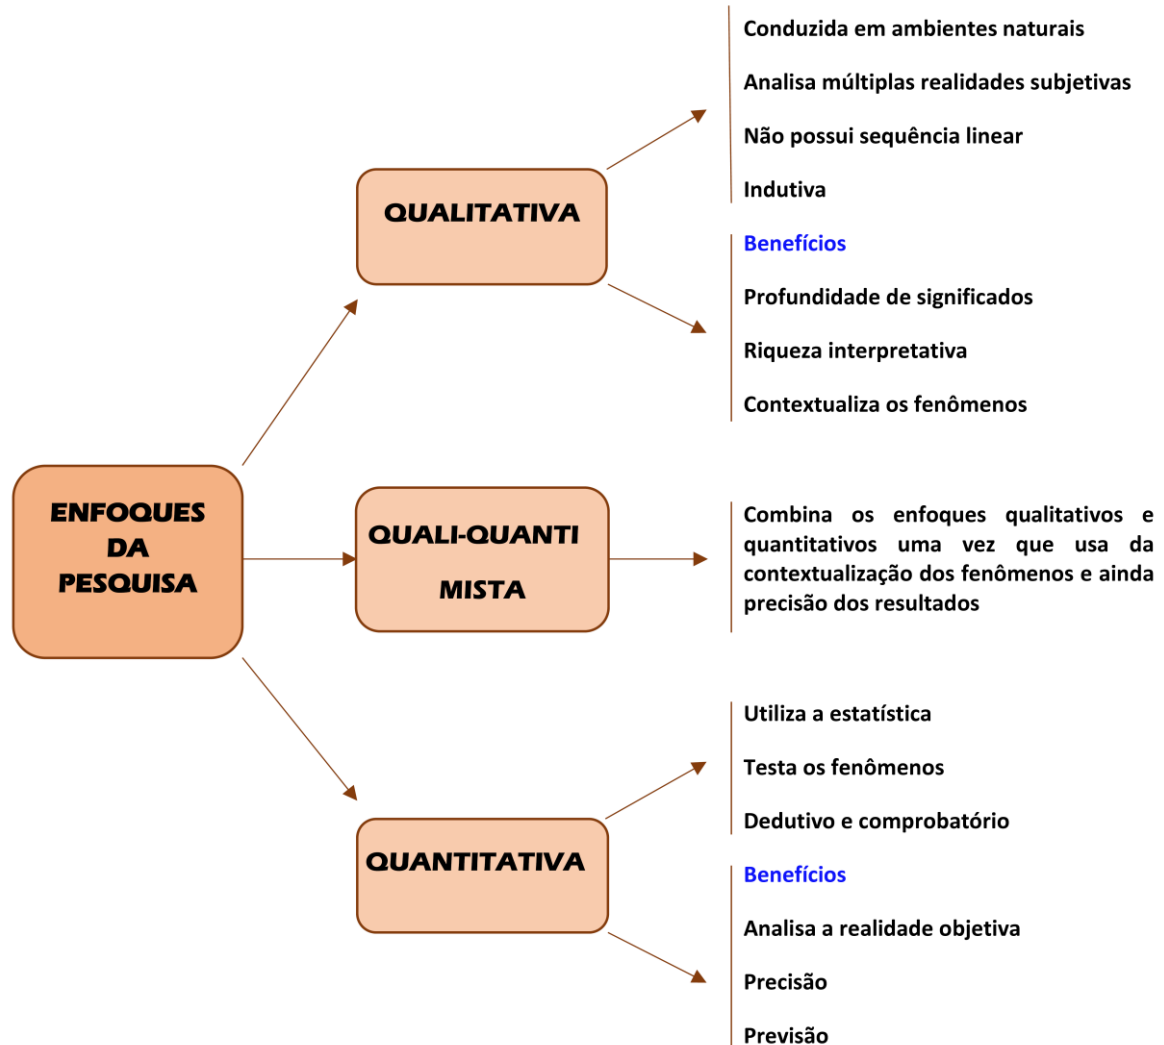 Conduzida em ambientes naturais
Analisa múltiplas realidades subjetivas
Não possui sequência linear
Indutiva
QUALITATIVA
Benefícios
Profundidade de significados
Riqueza interpretativa
Contextualiza os fenômenos
ENFOQUES
DA
PESQUISA
QUALI-QUANTI
MISTA
Combina os enfoques qualitativos e
quantitativos uma vez que usa da
contextualização dos fenômenos e ainda
precisão dos resultados
Utiliza a estatística
Testa os fenômenos
Dedutivo e comprobatório
QUANTITATIVA
Benefícios
Analisa a realidade objetiva
Precisão
Previsão